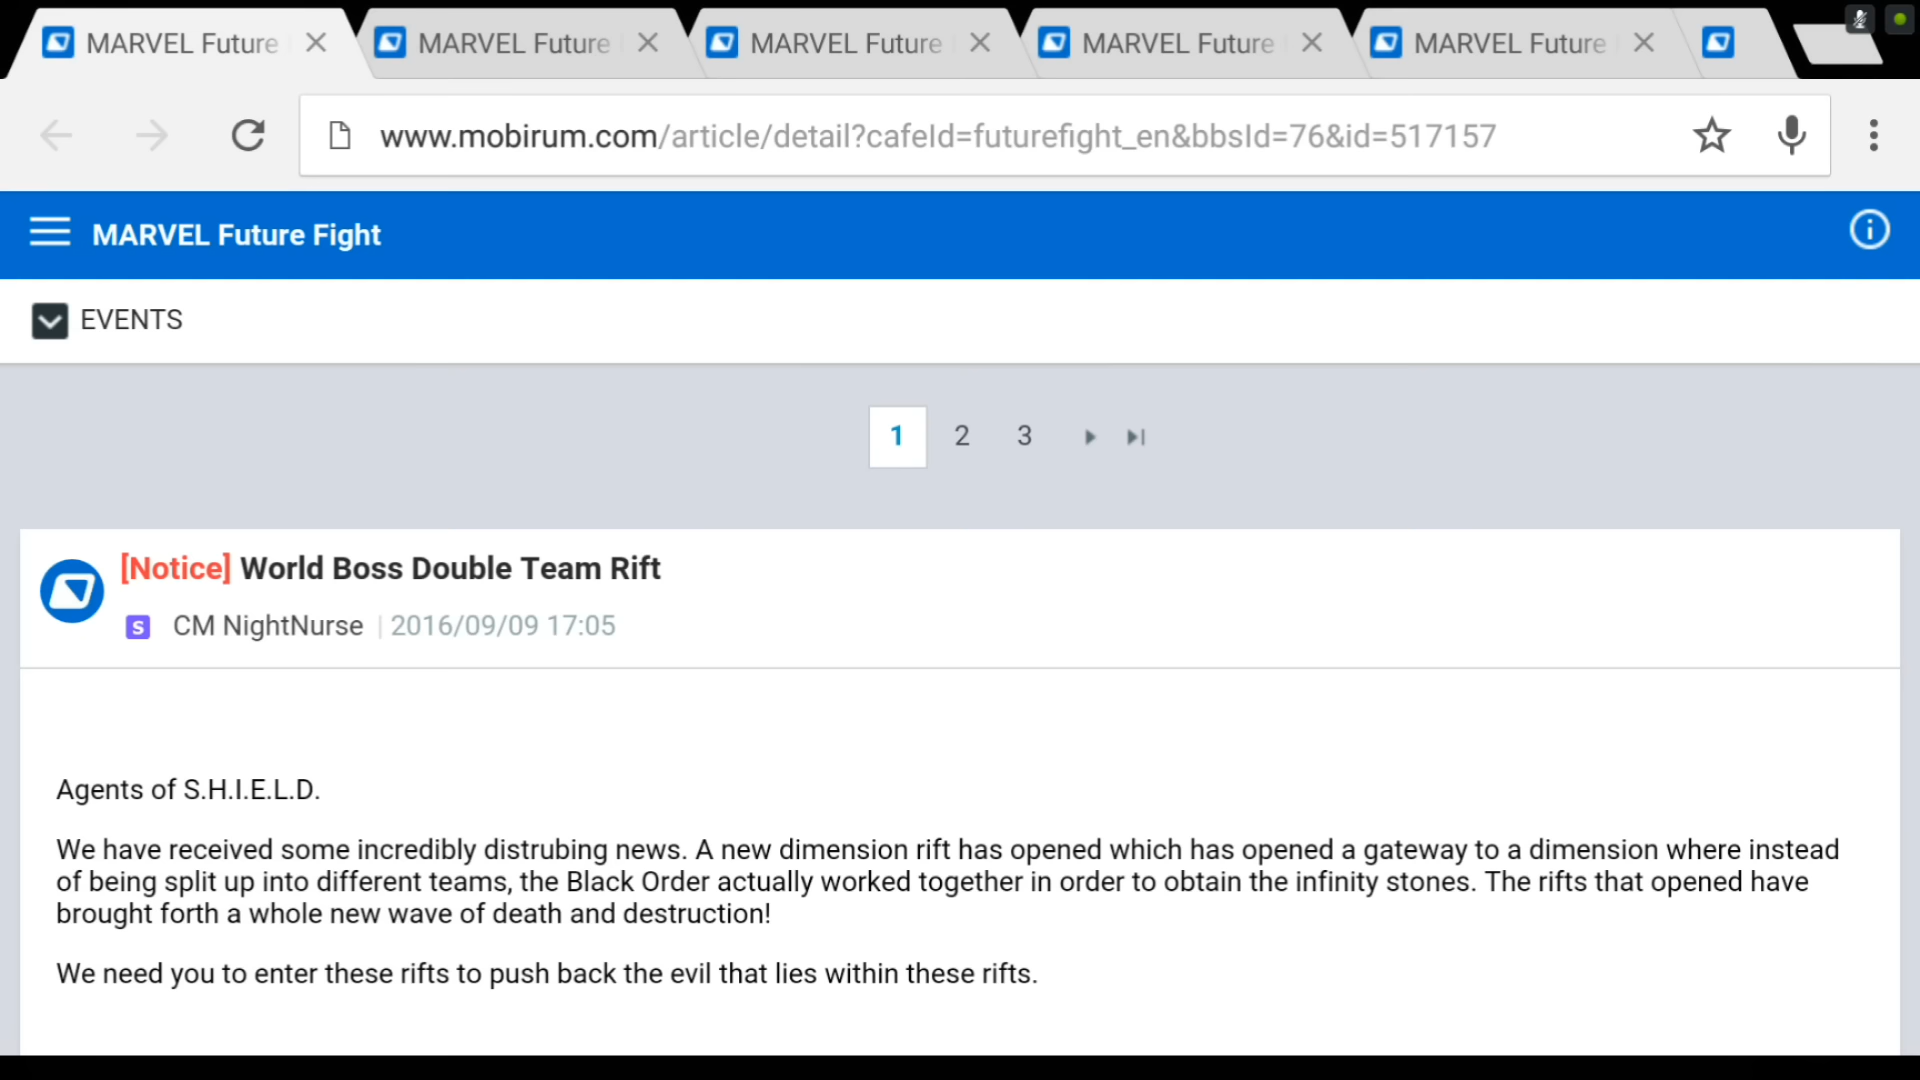 MARVEL Future
MARVEL Future
MARVEL Future
MARVEL Future
MARVEL Future
www.mobirum.com/article/detail?cafeId=futurefight_en&bbsId=76&id=517157
MARVEL Future Fight
EVENTS
1 2 3
[Notice] World Boss Double Team Rift
S CM NightNurse | 2016/09/09 17:05
Agents of S.H.I.E.L.D.
We have received some incredibly distrubing news. A new dimension rift has opened which has opened a gateway to a dimension where instead
of being split up into different teams, the Black Order actually worked together in order to obtain the infinity stones. The rifts that opened have
brought forth a whole new wave of death and destruction!
We need you to enter these rifts to push back the evil that lies within these rifts.